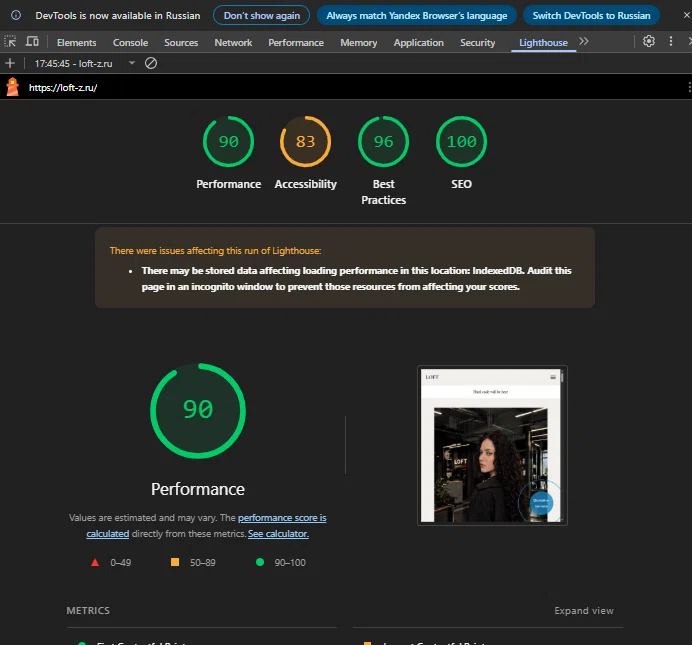 DevTools is now available in Russian Don't show again Always match Yandex Browser's language Switch DevTools to Russian
Elements Console Sources Network Performance Memory Application Security Lighthouse
17:45:45 - loft-z.ru
https://loft-z.ru/
90 83 96 100
Performance Accessibility Best Practices SEO
There were issues affecting this run of Lighthouse:
There may be stored data affecting loading performance in this location: IndexedDB. Audit this
page in an incognito window to prevent those resources from affecting your scores.
90
LOFT
LOFT
Performance
Values are estimated and may vary. The performance score is
calculated directly from these metrics. See calculator.
0–49 50–89 90–100
METRICS Expand view